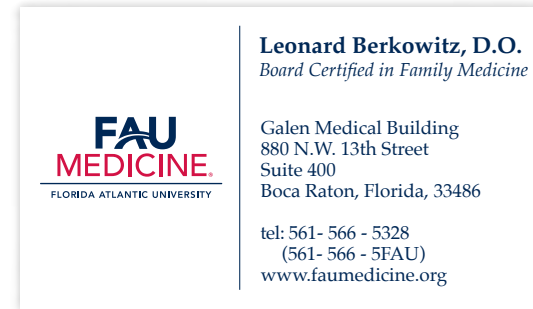 FAU
MEDICINE.
FLORIDA ATLANTIC UNIVERSITY
Leonard Berkowitz, D.O.
Board Certified in Family Medicine
Galen Medical Building
880 N.W. 13th Street
Suite 400
Boca Raton, Florida, 33486
tel: 561- 566 - 5328
(561- 566 - 5FAU)
www.faumedicine.org